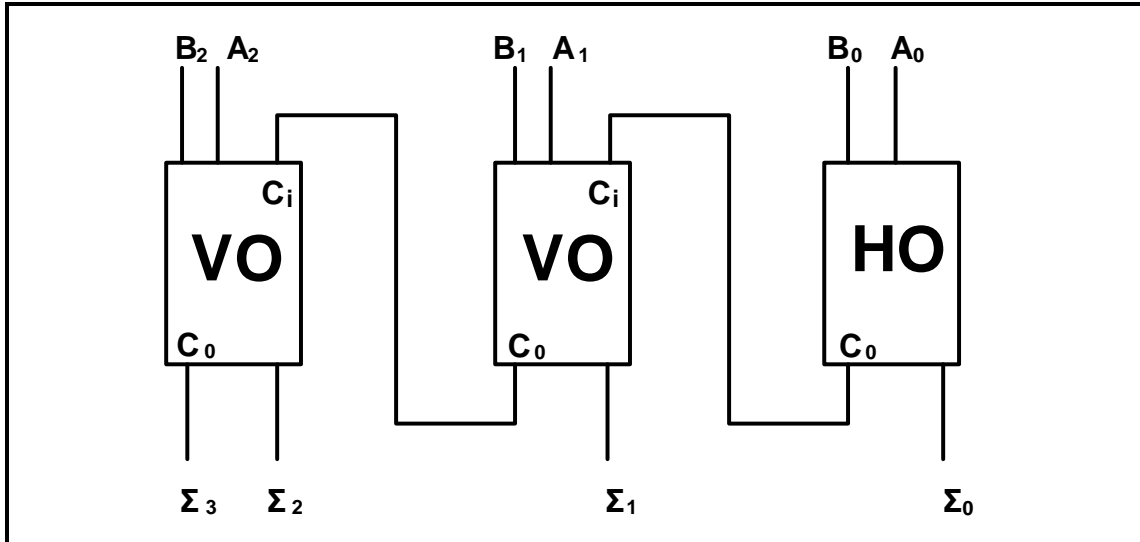 B₂ A₂ B₁ A₁ B₀ A₀
Cᵢ Cᵢ
VO VO HO
C₀ C₀ C₀
Σ₃ Σ₂ Σ₁ Σ₀